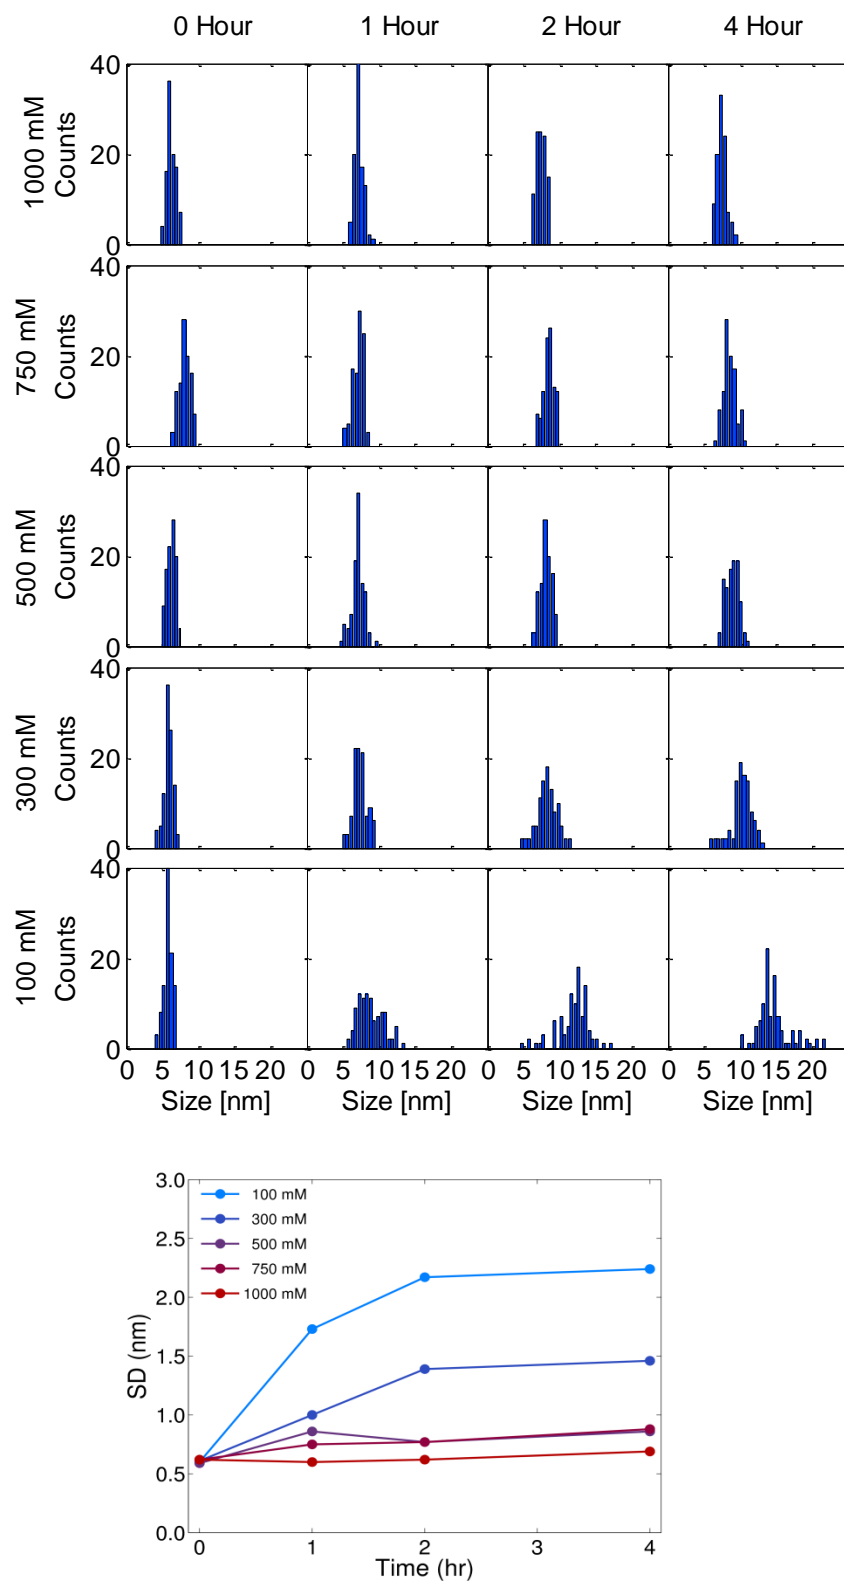 0 Hour 1 Hour 2 Hour 4 Hour
1000 mM
Counts
40
20
0
750 mM
Counts
40
20
0
500 mM
Counts
40
20
0
300 mM
Counts
40
20
0
100 mM
Counts
40
20
0
0 5 10 15 20 0 5 10 15 20 0 5 10 15 20 0 5 10 15 20
Size [nm] Size [nm] Size [nm] Size [nm]
3.0
2.5
2.0
1.5
1.0
0.5
0.0
SD (nm)
100 mM
300 mM
500 mM
750 mM
1000 mM
0 1 2 3 4
Time (hr)